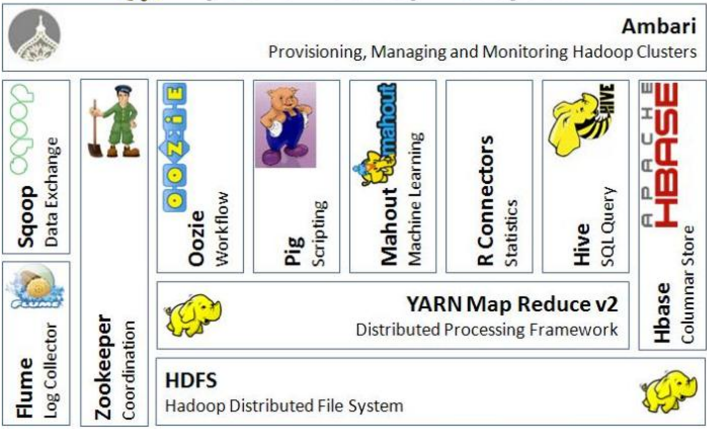 Ambari
Provisioning, Managing and Monitoring Hadoop Clusters
sqoop
Sqoop
Data Exchange
FLUME
Flume
Log Collector
Zookeeper
Coordination
OOZIE
Oozie
Workflow
Pig
Scripting
mahout
Mahout
Machine Learning
R Connectors
Statistics
HIVE
Hive
SQL Query
APACHE
HBASE
Hbase
Columnar Store
YARN Map Reduce v2
Distributed Processing Framework
HDFS
Hadoop Distributed File System